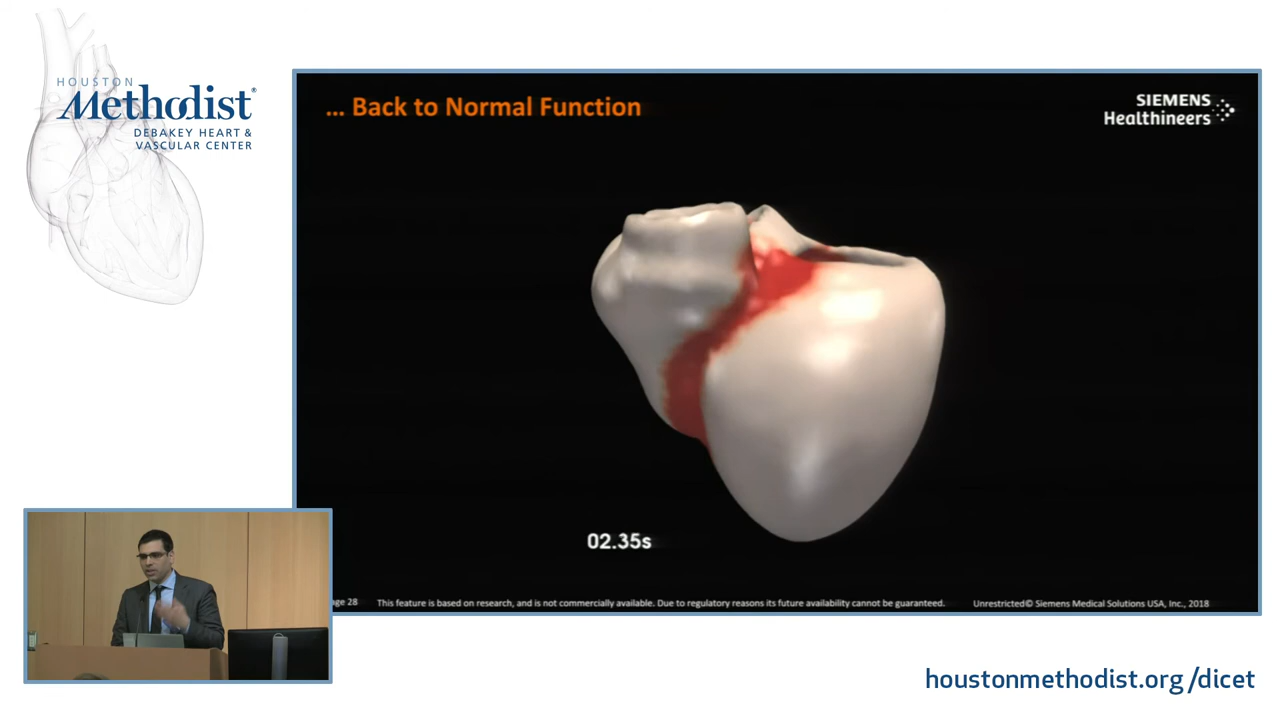 HOUSTON
Methodist®
DEBAKEY HEART &
VASCULAR CENTER
... Back to Normal Function
SIEMENS
Healthineers
02.35s
ge 28 This feature is based on research, and is not commercially available. Due to regulatory reasons its future availability cannot be guaranteed. Unrestricted© Siemens Medical Solutions USA, Inc., 2018
houstonmethodist.org/dicet